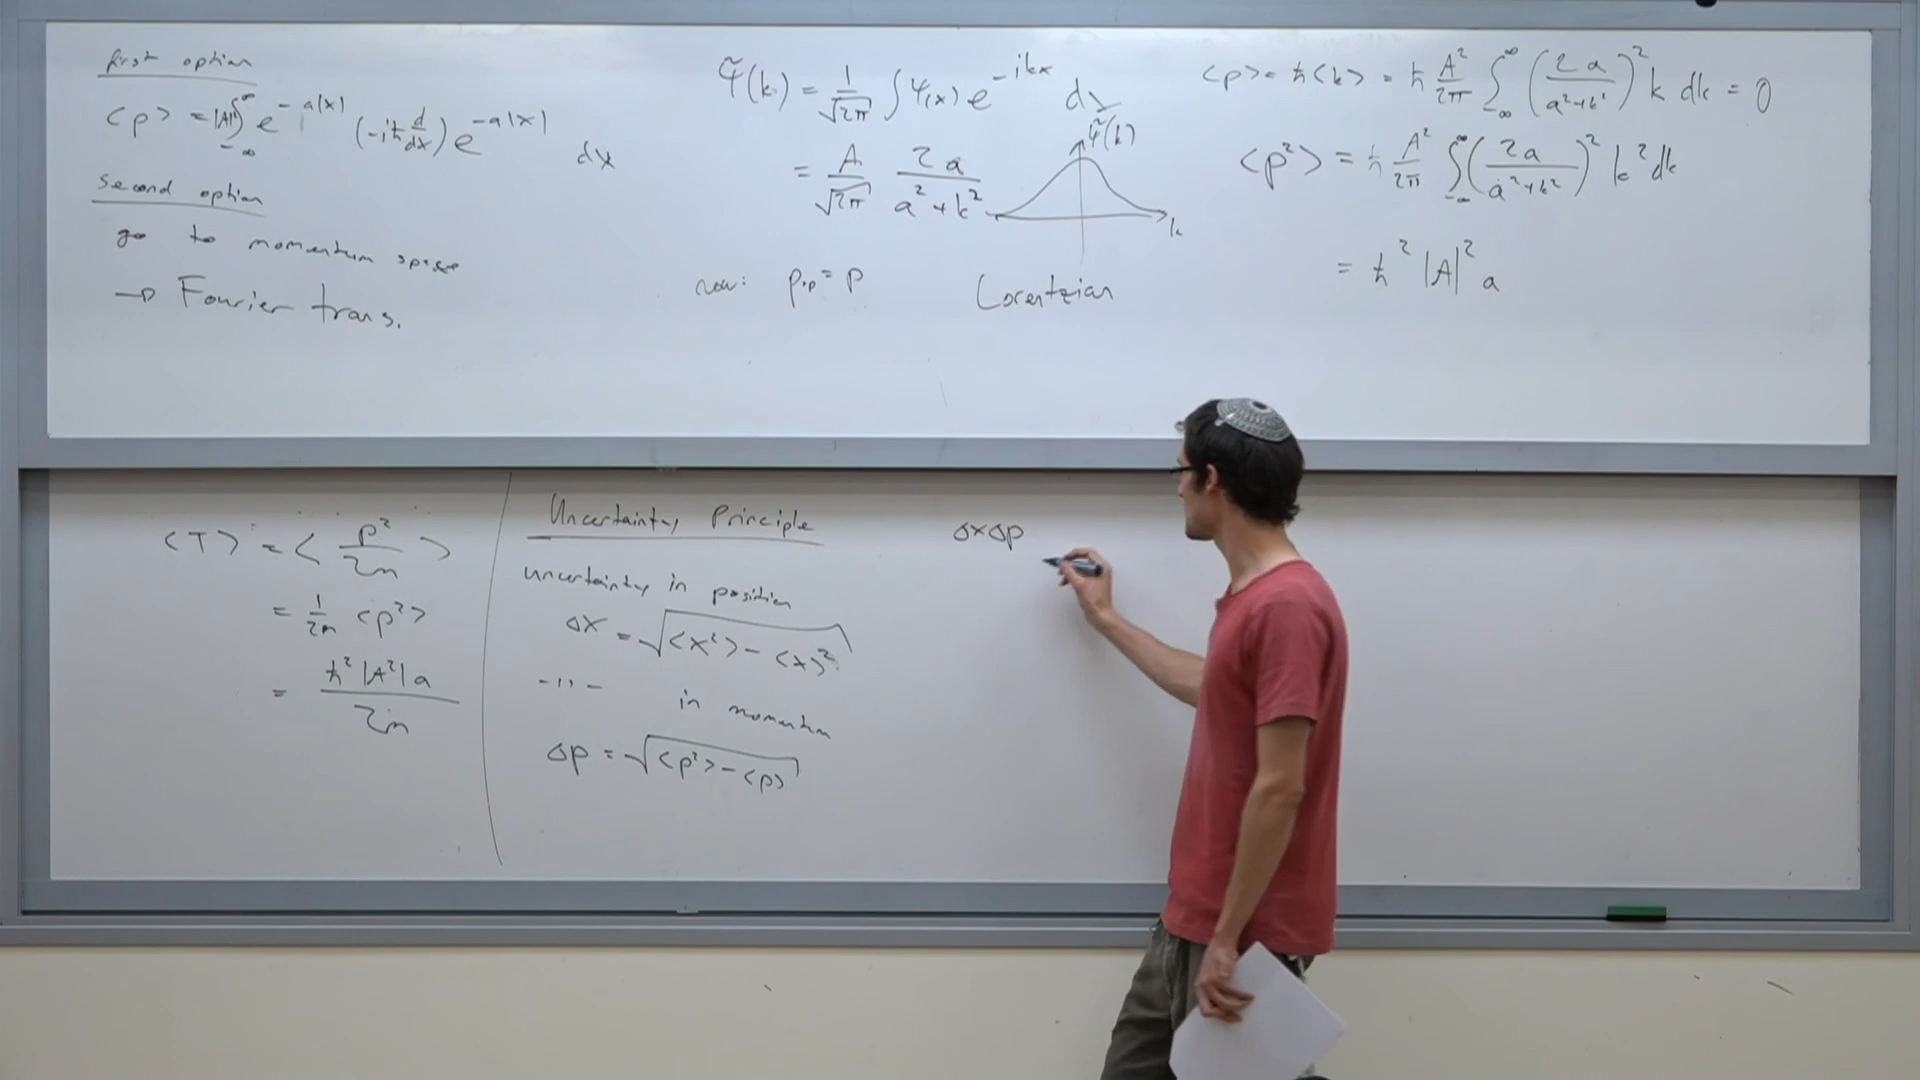 first option
<p> = |A|² ∫_{-∞}^{∞} e^{-a|x|} (-iħ d/dx) e^{-a|x|} dx
second option
go to momentum space
→ Fourier trans.
ψ̃(k) = 1/√2π ∫ψ(x) e^{-ikx} dx
= A/√2π 2a/(a²+k²)
ψ̃(k)
k
now: p_op = p
Lorentzian
<p> = ħ<k> = ħ A²/2π ∫_{-∞}^{∞} (2a/(a²+k²))² k dk = 0
<p²> = ħ A²/2π ∫_{-∞}^{∞} (2a/(a²+k²))² k² dk
= ħ² |A|² a
<T> = <p²/2m>
= 1/2m <p²>
= ħ²|A²|a/2m
Uncertainty Principle
uncertainty in position
Δx = √<x²>-<x>²
-"- in momentum
Δp = √<p²>-<p>
ΔxΔp